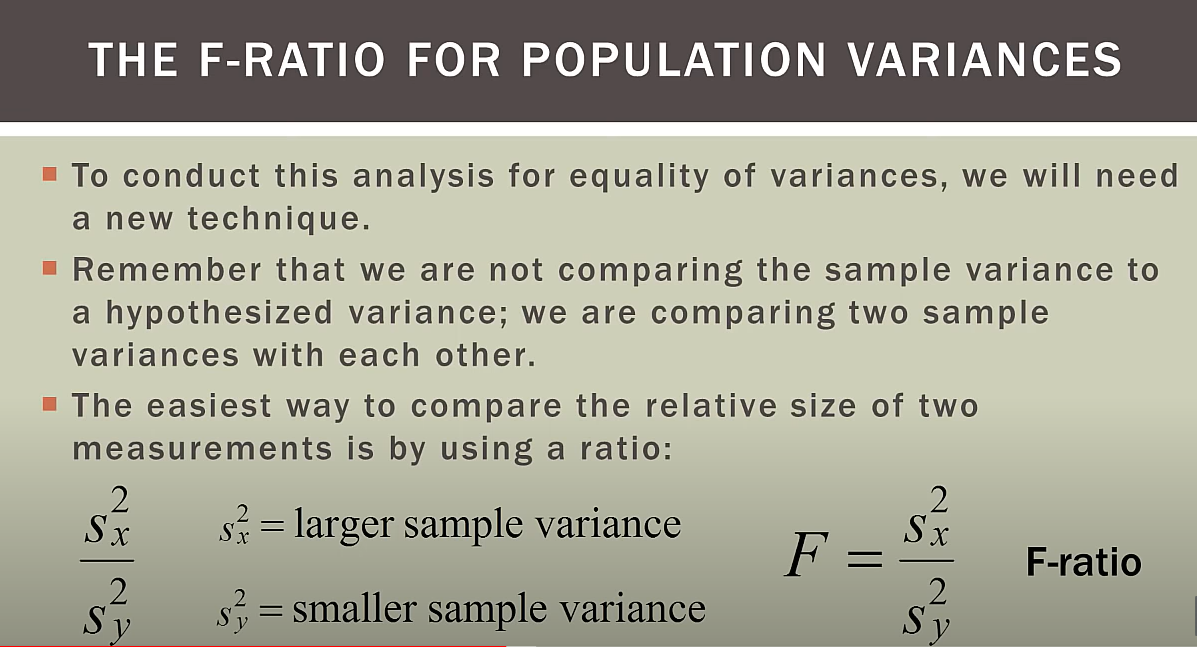 THE F-RATIO FOR POPULATION VARIANCES
To conduct this analysis for equality of variances, we will need
a new technique.
Remember that we are not comparing the sample variance to
a hypothesized variance; we are comparing two sample
variances with each other.
The easiest way to compare the relative size of two
measurements is by using a ratio:
s_x^2 / s_y^2
s_x^2 = larger sample variance
s_y^2 = smaller sample variance
F = s_x^2 / s_y^2
F-ratio